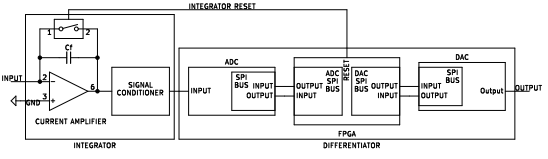 INTEGRATOR RESET
1 2
Cf
INPUT 2 -
6
3 +
GND
CURRENT AMPLIFIER
SIGNAL
CONDITIONER
INTEGRATOR
ADC
INPUT
SPI
BUS
INPUT
OUTPUT
OUTPUT
INPUT
ADC
SPI
BUS
RESET
DAC
SPI
BUS
OUTPUT
INPUT
FPGA
DAC
INPUT
OUTPUT
SPI
BUS
Output
OUTPUT
DIFFERENTIATOR